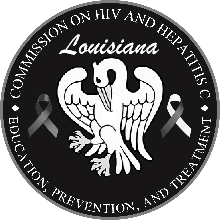 COMMISSION ON HIV AND HEPATITIS C
Louisiana
EDUCATION, PREVENTION, AND TREATMENT